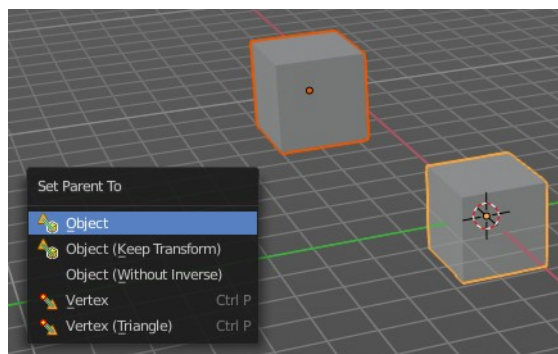 Set Parent To
Object
Object (Keep Transform)
Object (Without Inverse)
Vertex Ctrl P
Vertex (Triangle) Ctrl P